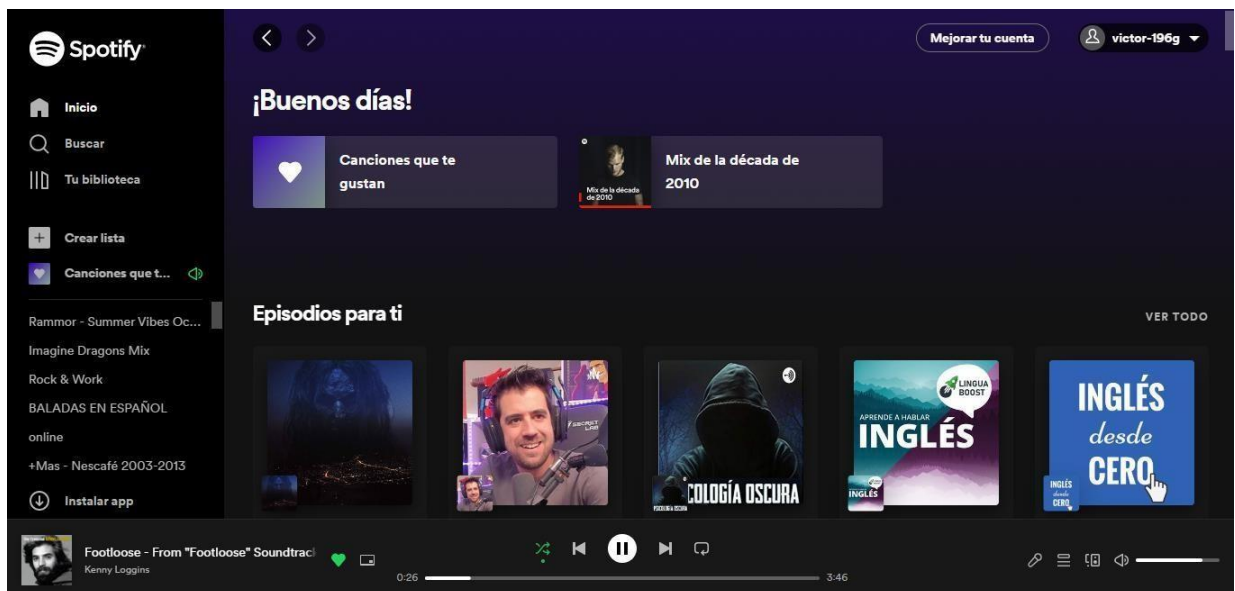 Spotify
Mejorar tu cuenta
victor-196g
Inicio
Buscar
Tu biblioteca
Crear lista
Canciones que t...
Rammor - Summer Vibes Oc...
Imagine Dragons Mix
Rock & Work
BALADAS EN ESPAÑOL
online
+Mas - Nescafé 2003-2013
Instalar app
¡Buenos días!
Canciones que te
gustan
Mix de la década
de 2010
Mix de la década de
2010
Episodios para ti
VER TODO
SECRET
LAB
COLOGÍA OSCURA
PSICOLOGÍA OSCURA
LINGUA
BOOST
APRENDE A HABLAR
INGLÉS
INGLÉS
INGLÉS
desde
CERO
INGLÉS
desde
CERO
Footloose - From "Footloose" Soundtrac
Kenny Loggins
0:26
3:46